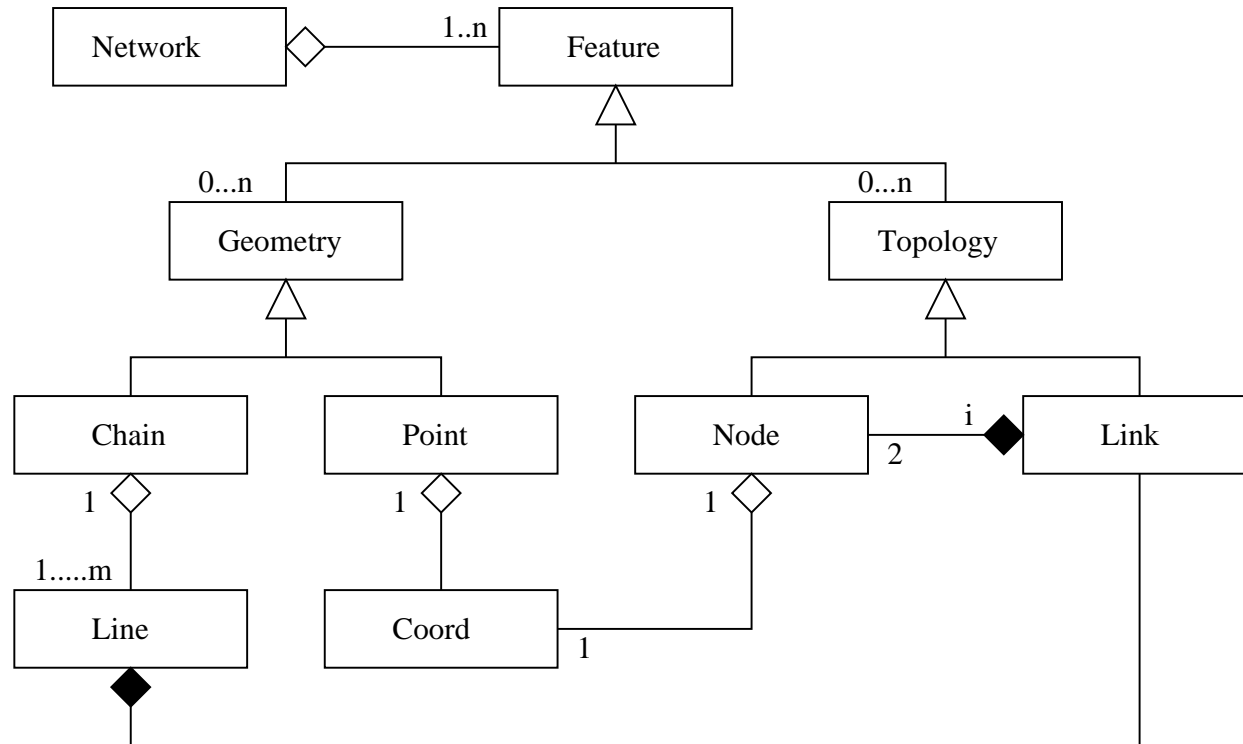 1..n
Network
Feature
0...n
0...n
Geometry
Topology
Chain
Point
Node
i
Link
2
1
1
1
1.....m
Line
Coord
1